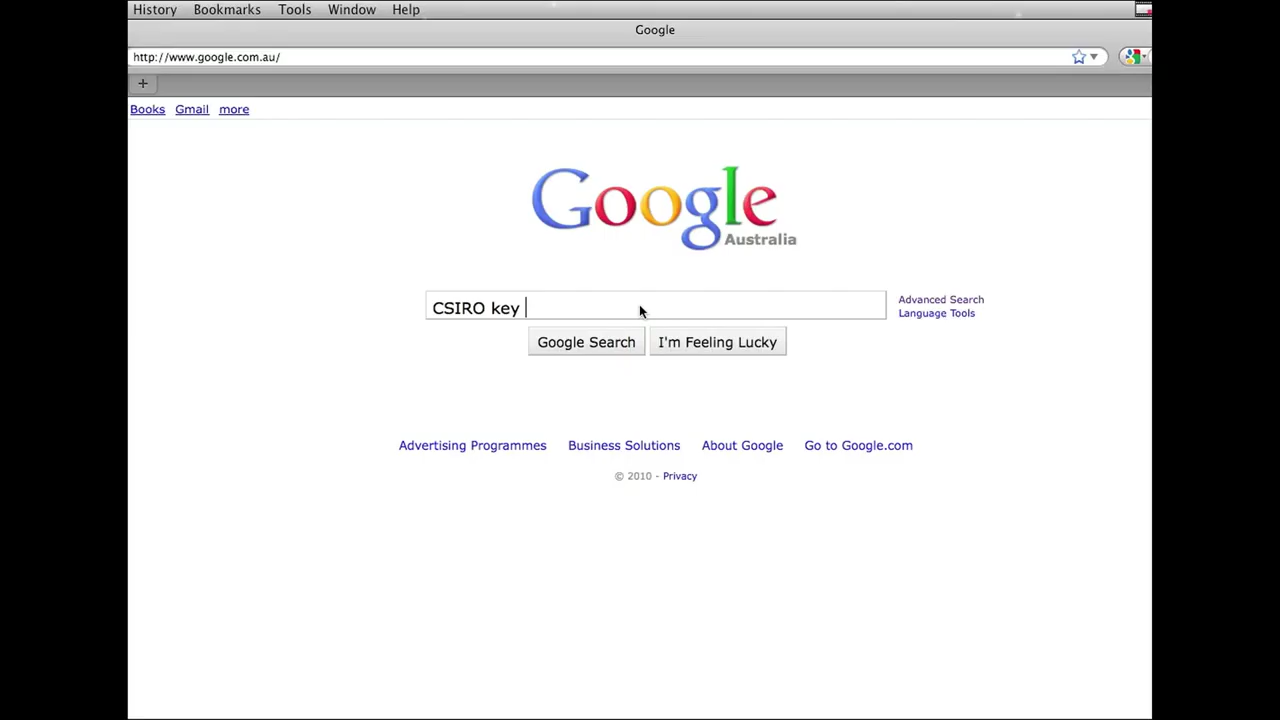 History Bookmarks Tools Window Help
Google
http://www.google.com.au/
+
Books Gmail more
Google
Australia
CSIRO key
Advanced Search
Language Tools
Google Search I'm Feeling Lucky
Advertising Programmes Business Solutions About Google Go to Google.com
© 2010 - Privacy